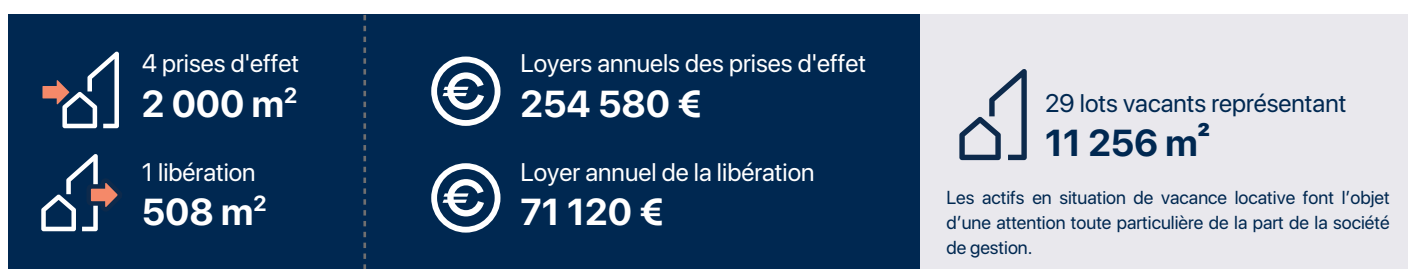 4 prises d'effet
2 000 m²
1 libération
508 m²
Loyers annuels des prises d'effet
254 580 €
Loyer annuel de la libération
71 120 €
29 lots vacants représentant
11 256 m²
Les actifs en situation de vacance locative font l’objet
d’une attention toute particulière de la part de la société
de gestion.